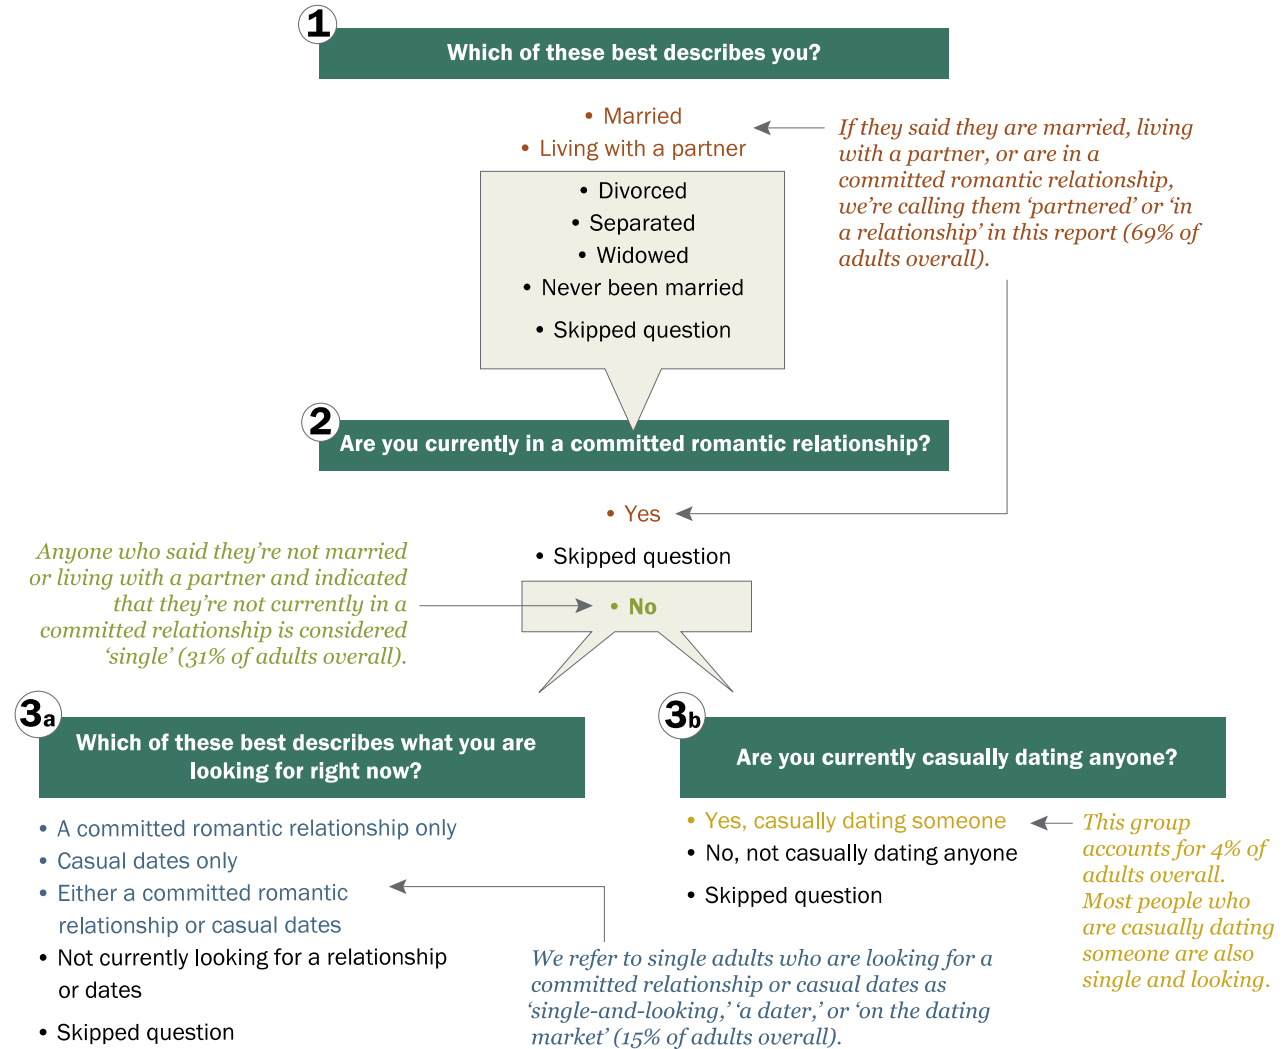 1
Which of these best describes you?
• Married
• Living with a partner
• Divorced
• Separated
• Widowed
• Never been married
• Skipped question
If they said they are married, living
with a partner, or are in a
committed romantic relationship,
we’re calling them ‘partnered’ or ‘in
a relationship’ in this report (69% of
adults overall).
2
Are you currently in a committed romantic relationship?
• Yes
• Skipped question
• No
Anyone who said they’re not married
or living with a partner and indicated
that they’re not currently in a
committed relationship is considered
‘single’ (31% of adults overall).
3a
Which of these best describes what you are
looking for right now?
• A committed romantic relationship only
• Casual dates only
• Either a committed romantic
relationship or casual dates
• Not currently looking for a relationship
or dates
• Skipped question
We refer to single adults who are looking for a
committed relationship or casual dates as
‘single-and-looking,’ ‘a dater,’ or ‘on the dating
market’ (15% of adults overall).
3b
Are you currently casually dating anyone?
• Yes, casually dating someone
• No, not casually dating anyone
• Skipped question
This group
accounts for 4% of
adults overall.
Most people who
are casually dating
someone are also
single and looking.